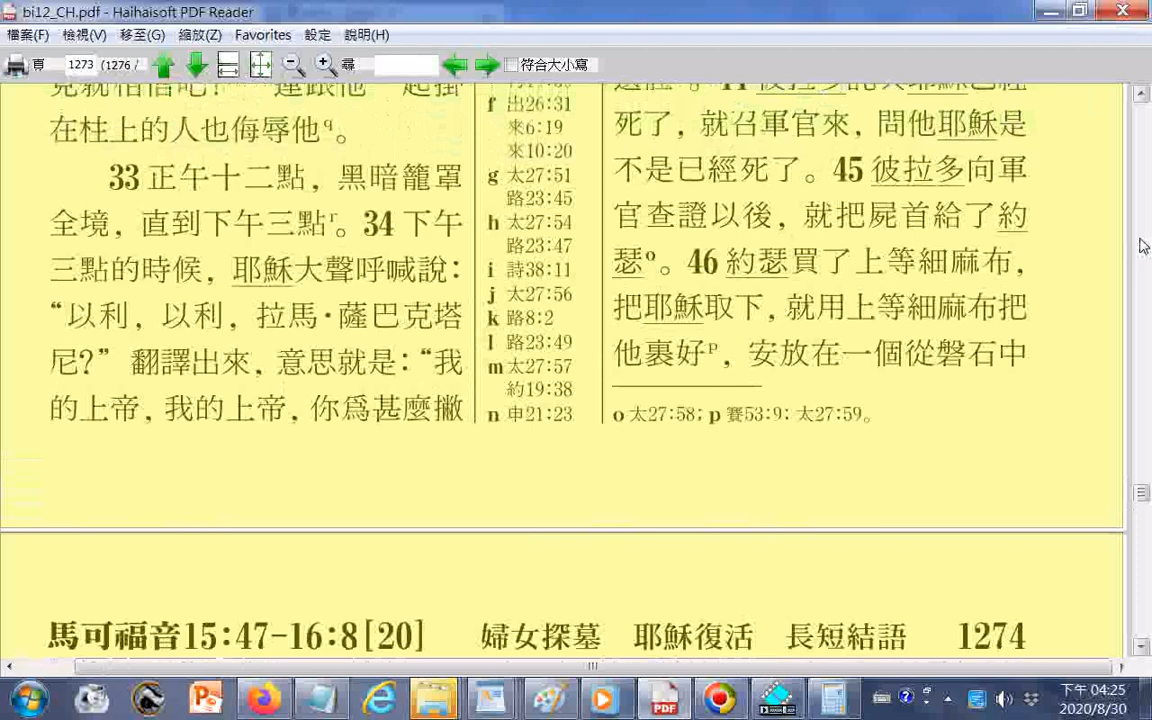 bi12_CH.pdf - Haihaisoft PDF Reader
檔案(F) 檢視(V) 移至(G) 縮放(Z) Favorites 設定 說明(H)
頁 1273 (1276 / 尋 符合大小寫
在柱上的人也侮辱他q。
33 正午十二點，黑暗籠罩
全境，直到下午三點r。34 下午
三點的時候，耶穌大聲呼喊說：
“以利，以利，拉馬·薩巴克塔
尼？” 翻譯出來，意思就是：“我
的上帝，我的上帝，你爲甚麼撇
f 出26:31
來6:19
來10:20
g 太27:51
路23:45
h 太27:54
路23:47
i 詩38:11
j 太27:56
k 路8:2
l 路23:49
m 太27:57
約19:38
n 申21:23
死了，就召軍官來，問他耶穌是
不是已經死了。45 彼拉多向軍
官查證以後，就把屍首給了約
瑟o。46 約瑟買了上等細麻布，
把耶穌取下，就用上等細麻布把
他裹好p，安放在一個從磐石中
o 太27:58；p 賽53:9；太27:59。
馬可福音15:47-16:8[20] 婦女探墓 耶穌復活 長短結語 1274
下午 04:25
2020/8/30